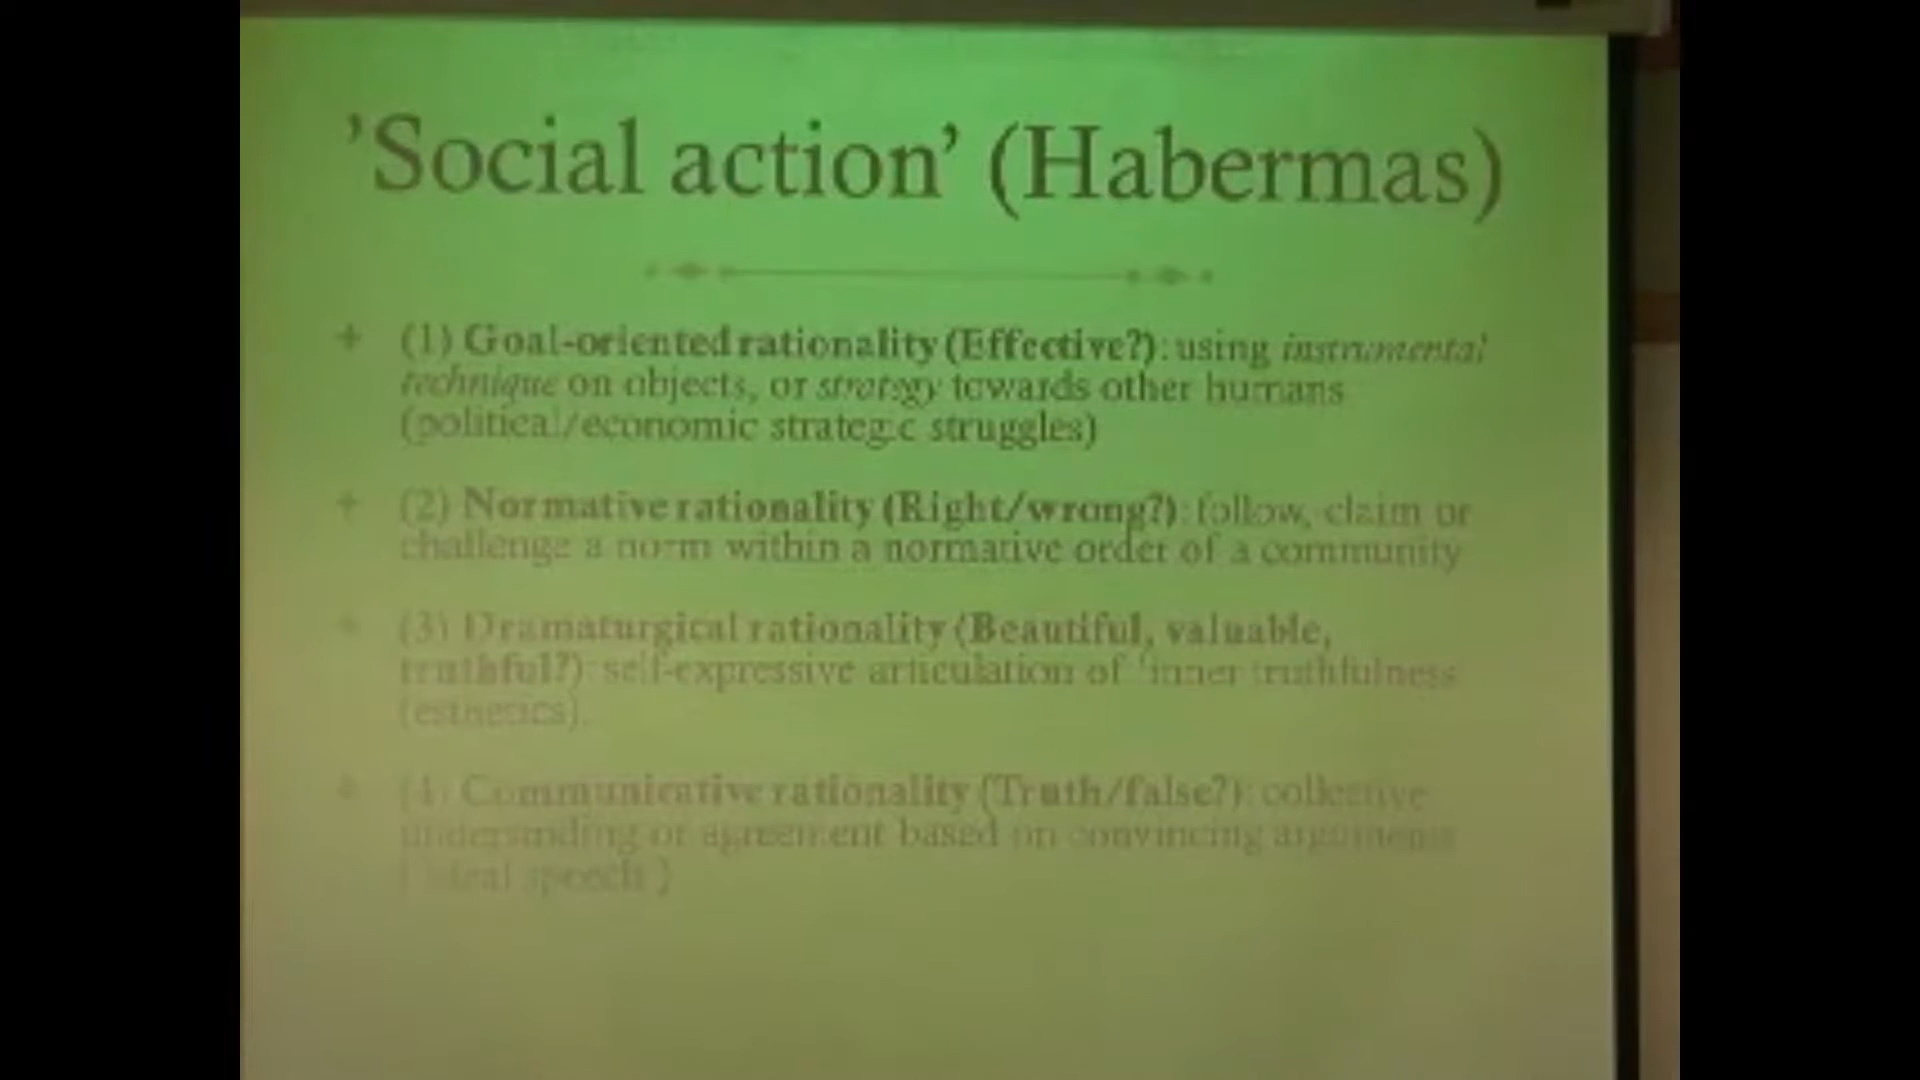 ’Social action’ (Habermas)
(1) Goal-oriented rationality (Effective?): using instrumental
technique on objects, or strategy towards other humans
(political/economic strategic struggles)
(2) Normative rationality (Right/wrong?): follow, claim or
challenge a norm within a normative order of a community
(3) Dramaturgical rationality (Beautiful, valuable,
truthful?): self-expressive articulation of ‘inner truthfulness
(esthetics).
(4) Communicative rationality (Truth/false?): collective
understanding or agreement based on convincing arguments
(ideal speech)